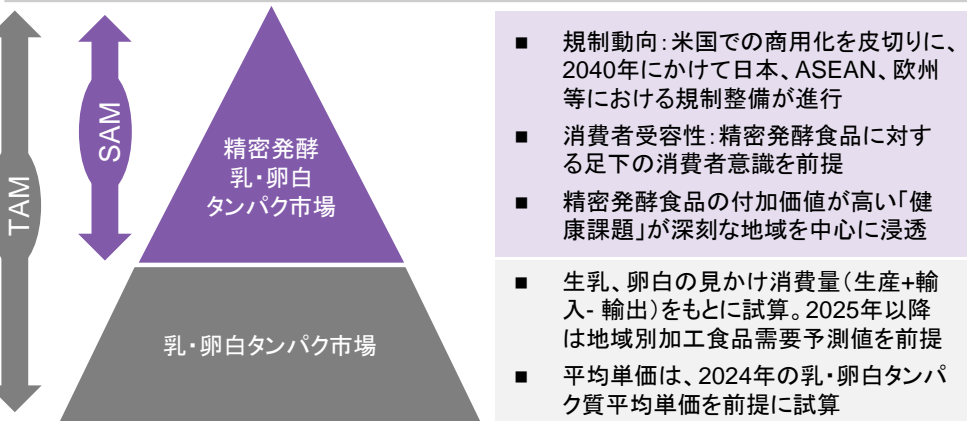 TAM
SAM
精密発酵
乳・卵白
タンパク市場
乳・卵白タンパク市場
■ 規制動向：米国での商用化を皮切りに、
2040年にかけて日本、ASEAN、欧州
等における規制整備が進行
■ 消費者受容性：精密発酵食品に対す
る足下の消費者意識を前提
■ 精密発酵食品の付加価値が高い「健
康課題」が深刻な地域を中心に浸透
■ 生乳、卵白の見かけ消費量（生産+輸
入- 輸出）をもとに試算。2025年以降
は地域別加工食品需要予測値を前提
■ 平均単価は、2024年の乳・卵白タンパ
ク質平均単価を前提に試算